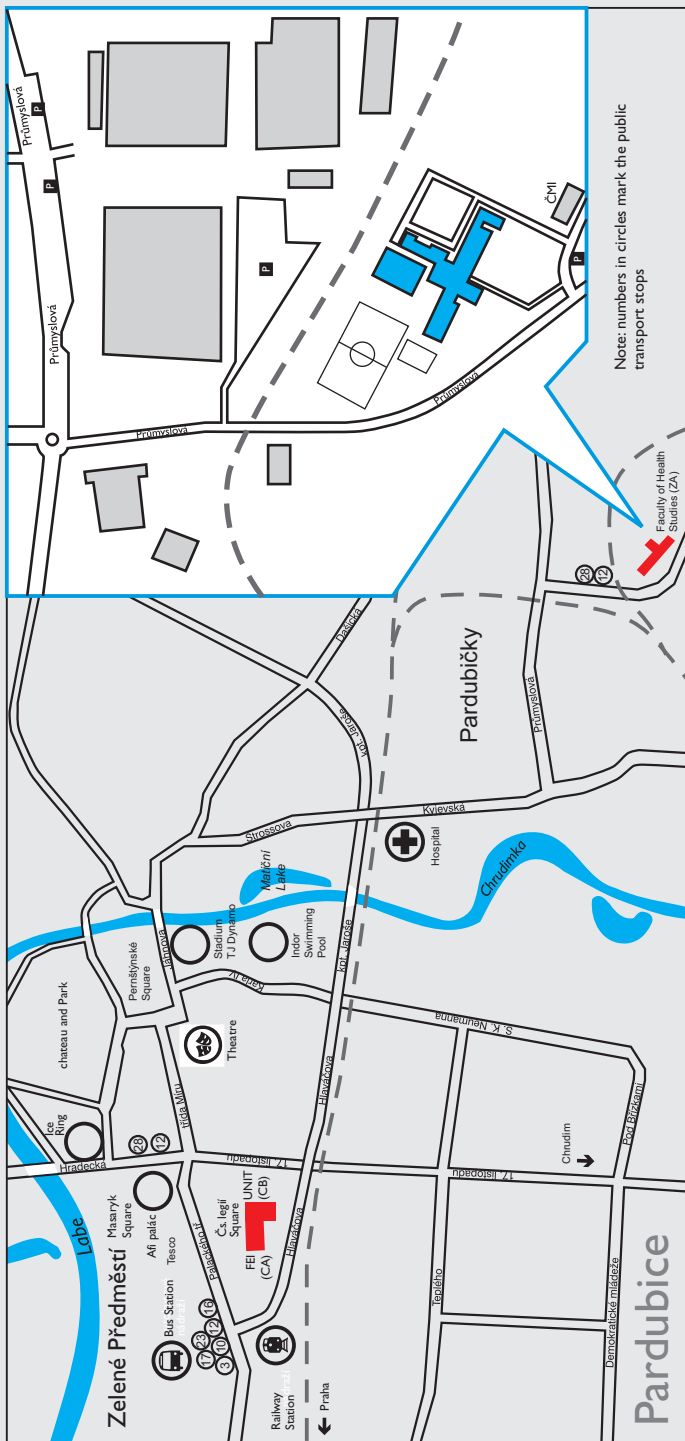 Zelené Předměstí
Labe
Hradecká
Ice
Ring
chateau and Park
Masaryk
Square
Afi palác
Tesco
28
12
Pernštýnské
Square
Jahnova
třída Míru
Palackého tř.
Bus Station
17
23
12
16
3
10
Theatre
Stadium
TJ Dynamo
Indor
Swimming
Pool
Matiční
Lake
Strossova
Čs. legií
Square
FEI
UNIT
(CA)
(CB)
Railway
Station
Praha
Hlaváčova
Hlaváčova
17. listopadu
kpt. Jaroše
kpt. Jaroše
Dašická
Hospital
Kyjevská
Chrudimka
Pardubičky
Průmyslová
28
12
Faculty of Health
Studies (ZA)
S. K. Neumanna
Teplého
17. listopadu
Chrudim
Pod Břízkami
Demokratické mládeže
Pardubice
Průmyslová
Průmyslová
Průmyslová
Průmyslová
P
P
P
P
ČMI
Note: numbers in circles mark the public
transport stops